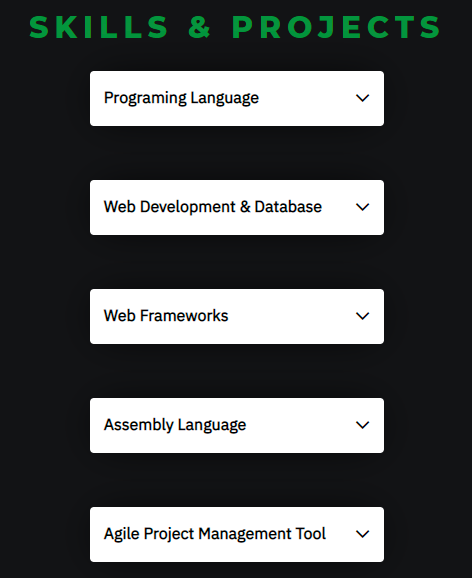 SKILLS & PROJECTS
Programing Language
Web Development & Database
Web Frameworks
Assembly Language
Agile Project Management Tool